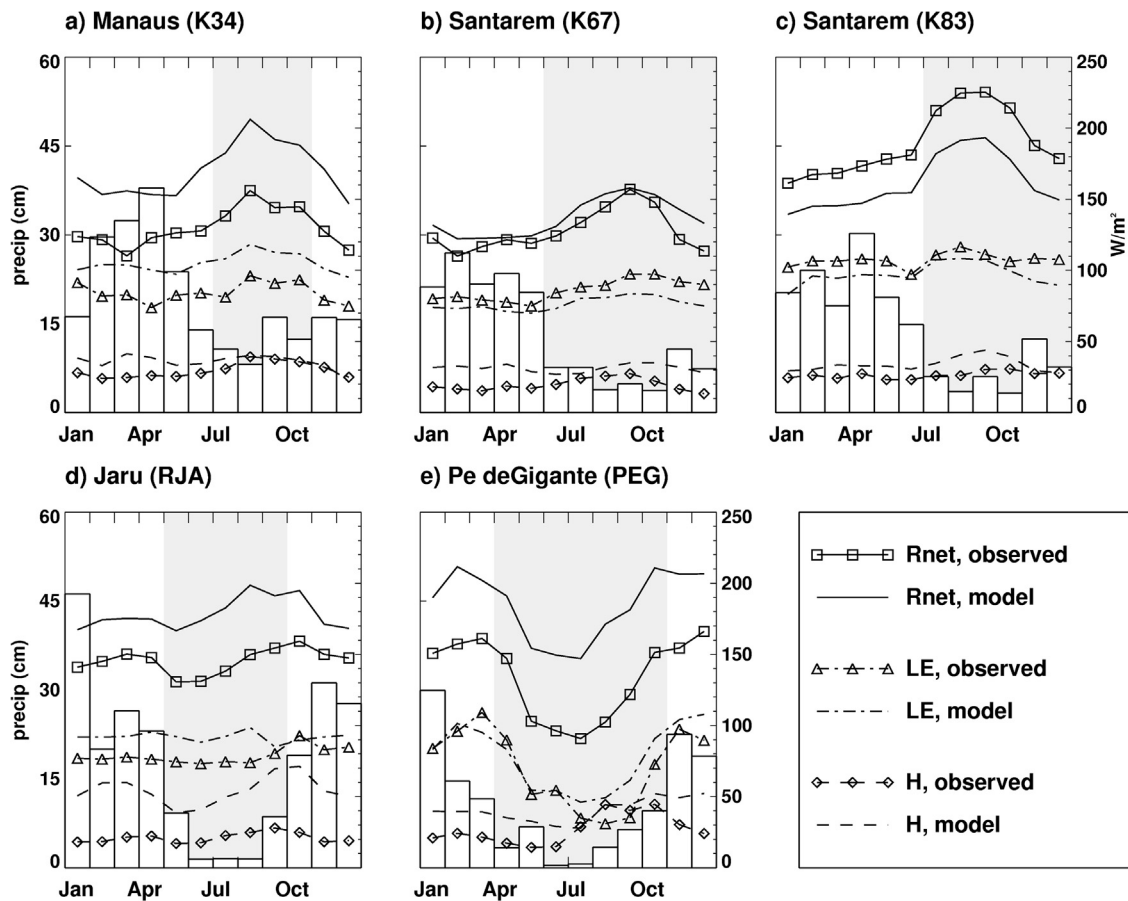 a) Manaus (K34)
b) Santarem (K67)
c) Santarem (K83)
60
45
30
15
0
precip (cm)
Jan Apr Jul Oct
Jan Apr Jul Oct
Jan Apr Jul Oct
250
200
150
100
50
0
W/m²
d) Jaru (RJA)
e) Pe deGigante (PEG)
60
45
30
15
0
precip (cm)
Jan Apr Jul Oct
Jan Apr Jul Oct
250
200
150
100
50
0
Rnet, observed
Rnet, model
LE, observed
LE, model
H, observed
H, model